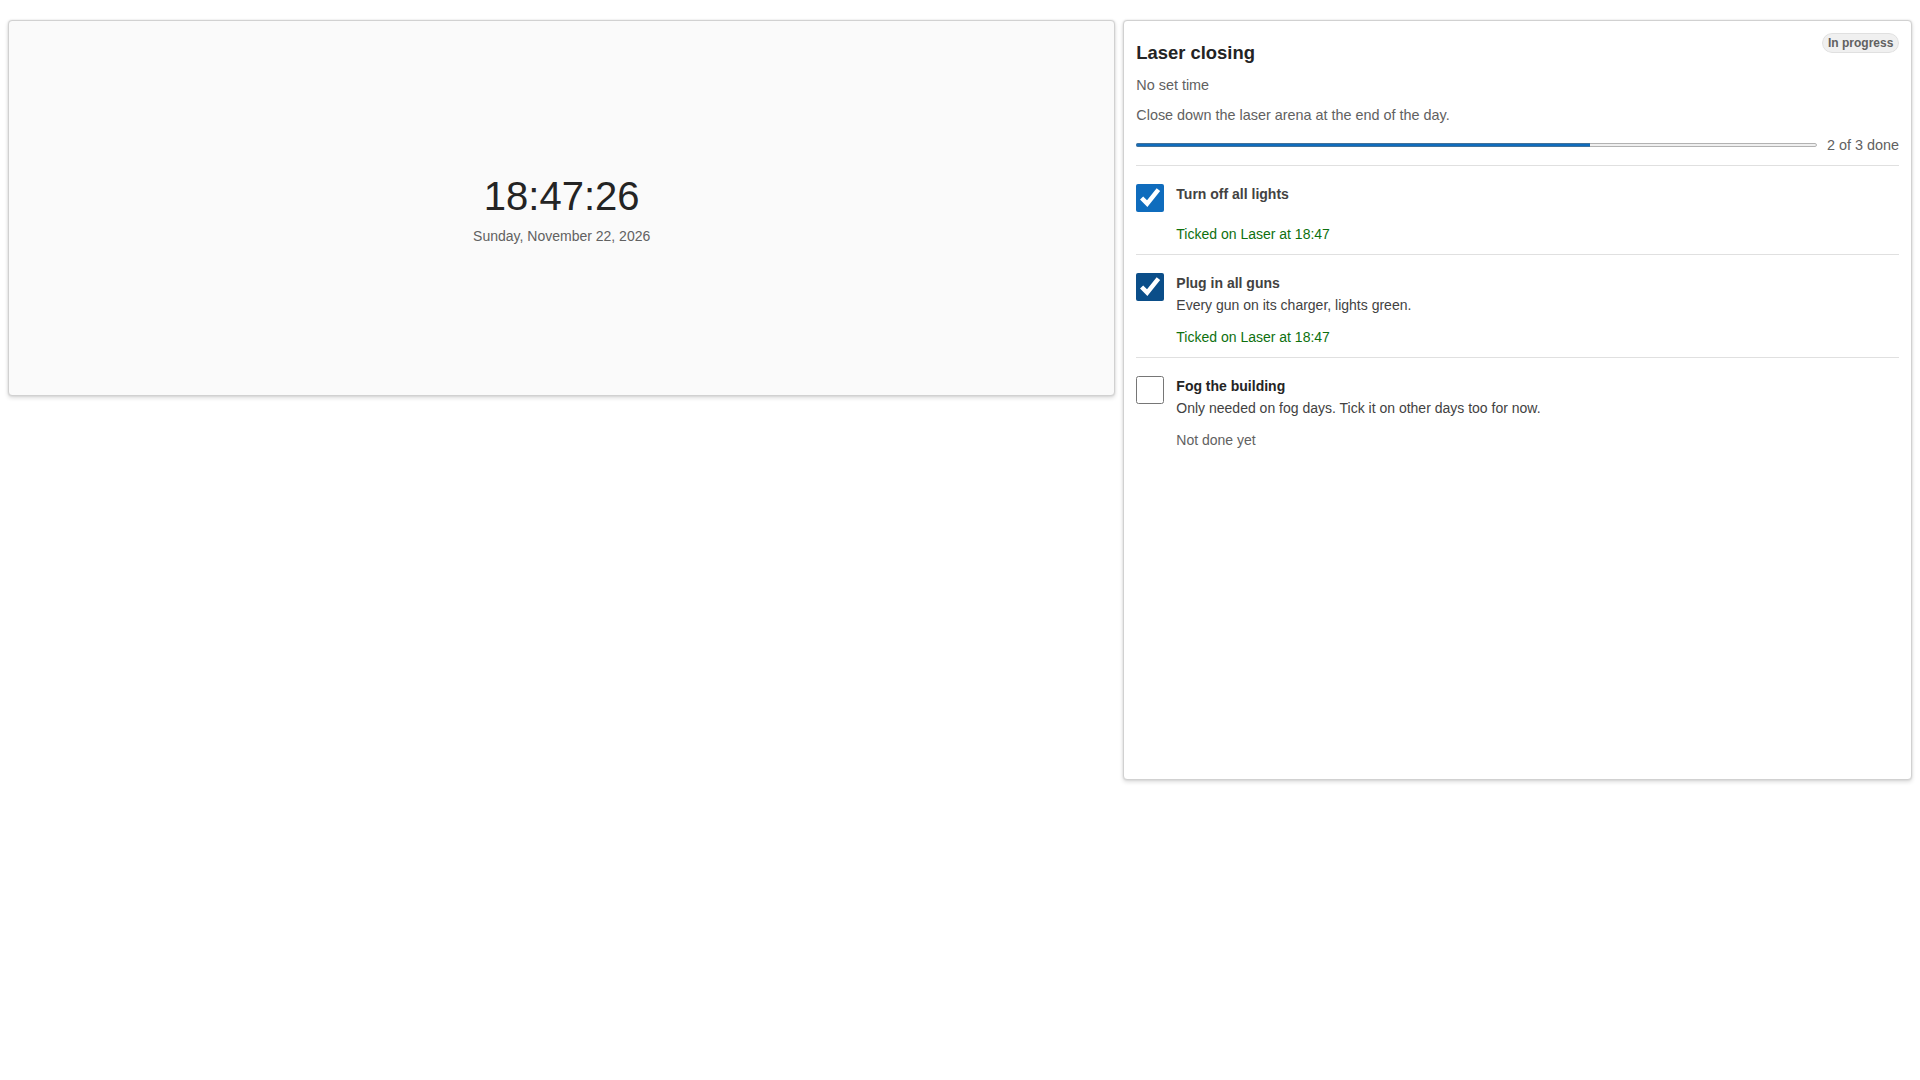 18:47:26
Sunday, November 22, 2026
Laser closing
In progress
No set time
Close down the laser arena at the end of the day.
2 of 3 done
Turn off all lights
Ticked on Laser at 18:47
Plug in all guns
Every gun on its charger, lights green.
Ticked on Laser at 18:47
Fog the building
Only needed on fog days. Tick it on other days too for now.
Not done yet